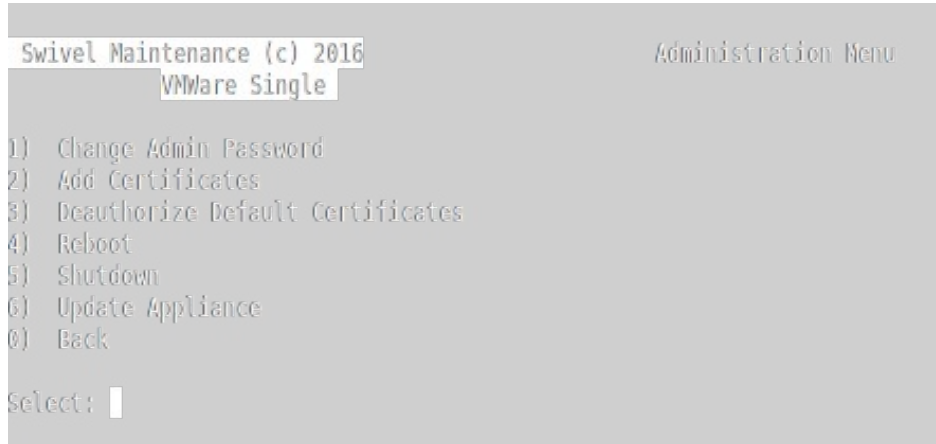 Swivel Maintenance (c) 2016 Administration Menu
VMWare Single
1) Change Admin Password
2) Add Certificates
3) Deauthorize Default Certificates
4) Reboot
5) Shutdown
6) Update Appliance
0) Back
Select: